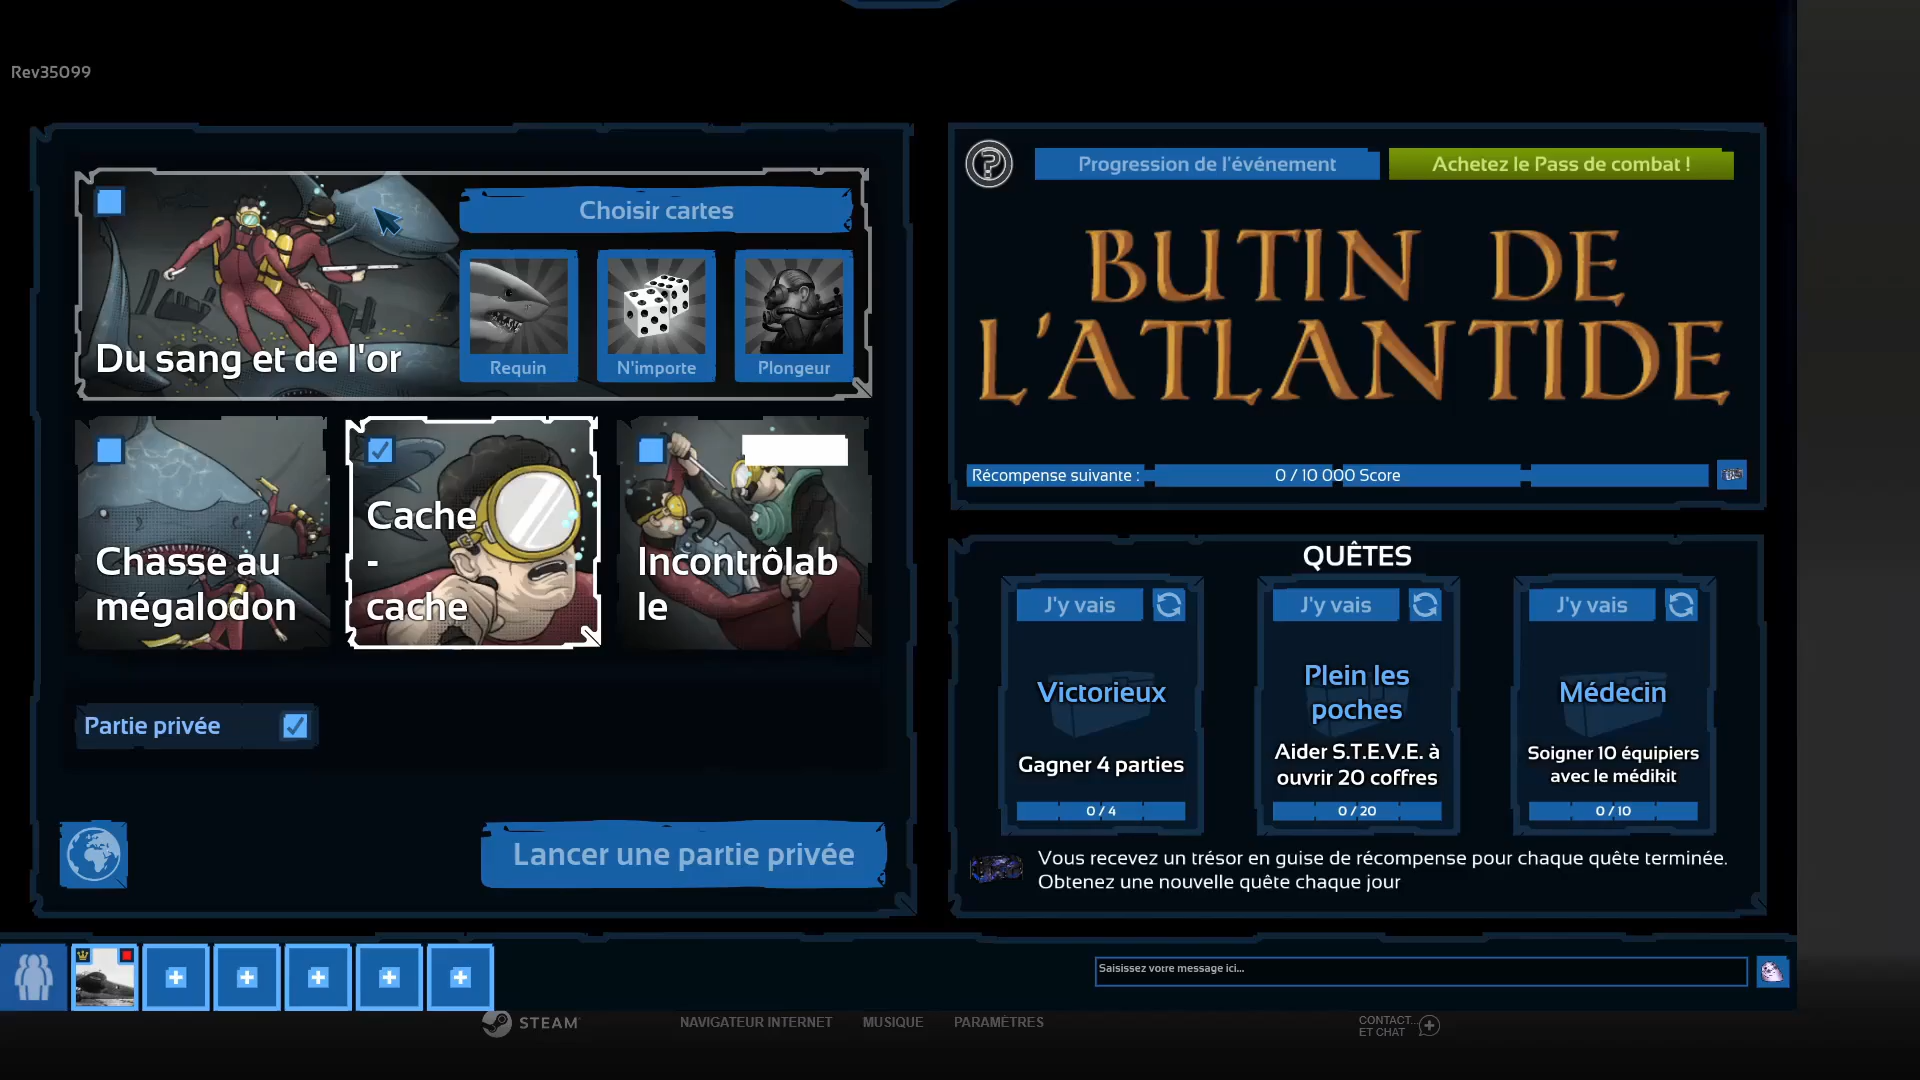 Rev35099
Choisir cartes
Requin
N'importe
Plongeur
Du sang et de l'or
Chasse au
mégalodon
Cache
-
cache
Incontrôlab
le
Partie privée
Lancer une partie privée
Progression de l'événement
Achetez le Pass de combat !
BUTIN DE
L'ATLANTIDE
Récompense suivante :
0 / 10 000 Score
QUÊTES
J'y vais
Victorieux
Gagner 4 parties
0 / 4
J'y vais
Plein les
poches
Aider S.T.E.V.E. à
ouvrir 20 coffres
0 / 20
J'y vais
Médecin
Soigner 10 équipiers
avec le médikit
0 / 10
Vous recevez un trésor en guise de récompense pour chaque quête terminée.
Obtenez une nouvelle quête chaque jour
Saisissez votre message ici...
STEAM
NAVIGATEUR INTERNET
MUSIQUE
PARAMÈTRES
CONTACT...
ET CHAT